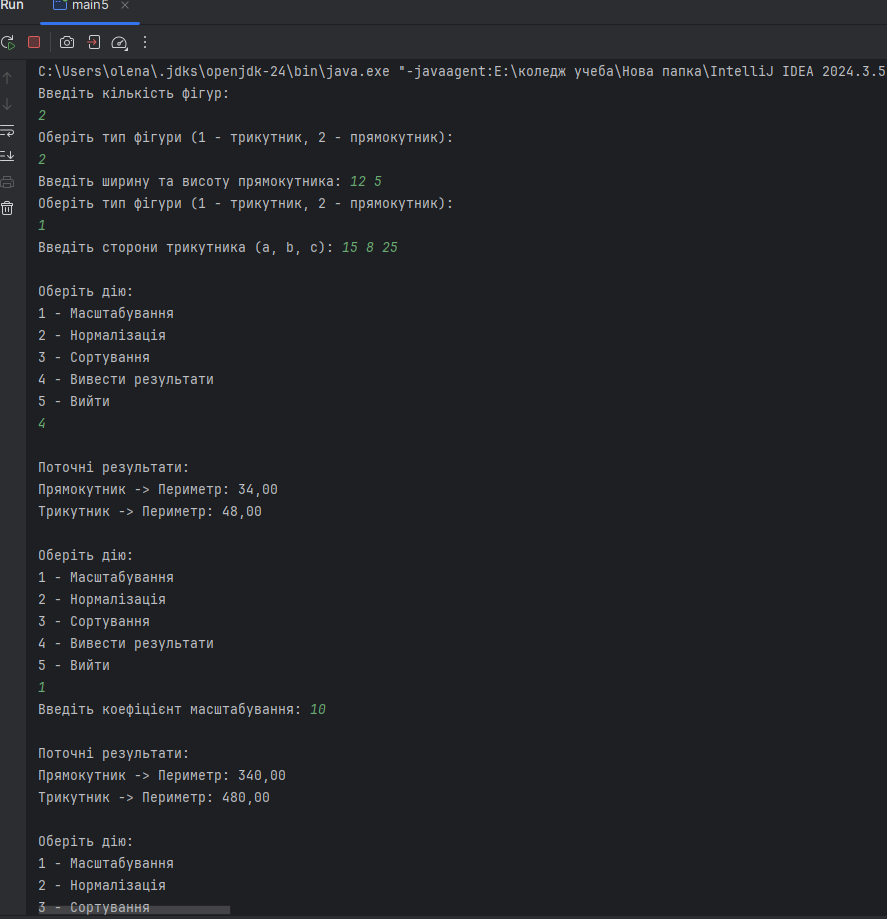 Run main5
C:\Users\olena\.jdks\openjdk-24\bin\java.exe "-javaagent:E:\коледж учеба\Нова папка\IntelliJ IDEA 2024.3.5
Введіть кількість фігур:
2
Оберіть тип фігури (1 - трикутник, 2 - прямокутник):
2
Введіть ширину та висоту прямокутника: 12 5
Оберіть тип фігури (1 - трикутник, 2 - прямокутник):
1
Введіть сторони трикутника (a, b, c): 15 8 25
Оберіть дію:
1 - Масштабування
2 - Нормалізація
3 - Сортування
4 - Вивести результати
5 - Вийти
4
Поточні результати:
Прямокутник -> Периметр: 34,00
Трикутник -> Периметр: 48,00
Оберіть дію:
1 - Масштабування
2 - Нормалізація
3 - Сортування
4 - Вивести результати
5 - Вийти
1
Введіть коефіцієнт масштабування: 10
Поточні результати:
Прямокутник -> Периметр: 340,00
Трикутник -> Периметр: 480,00
Оберіть дію:
1 - Масштабування
2 - Нормалізація
3 - Сортування